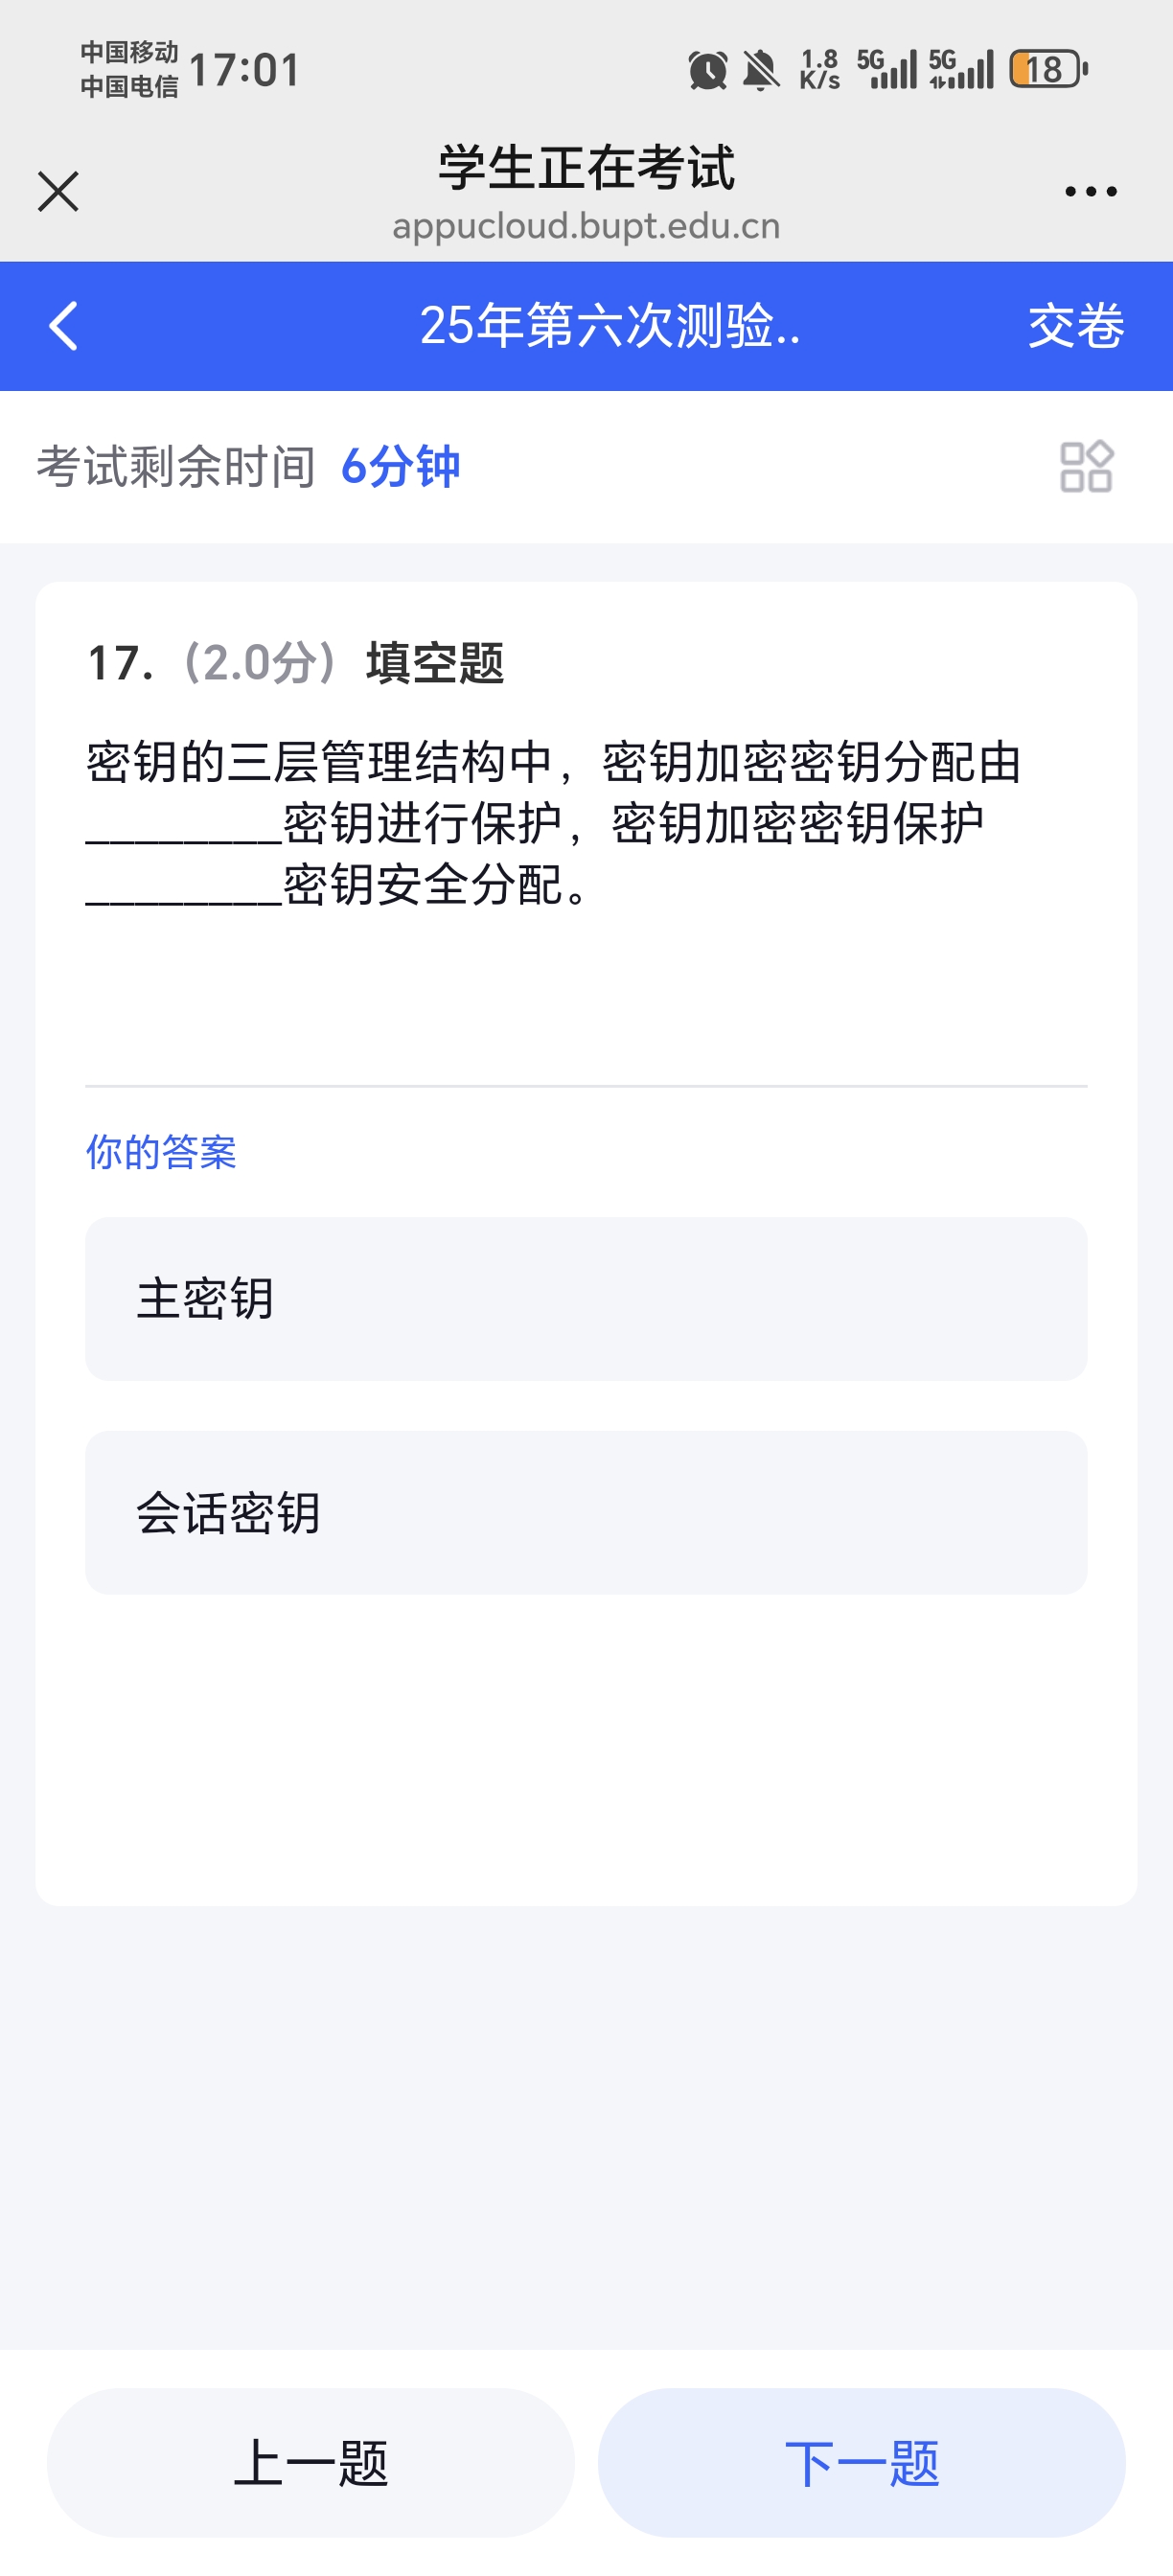 中国移动
中国电信
17:01
1.8
K/s
5G
5G
18
学生正在考试
appucloud.bupt.edu.cn
25年第六次测验..
交卷
考试剩余时间 6分钟
17. (2.0分) 填空题
密钥的三层管理结构中，密钥加密密钥分配由
________密钥进行保护，密钥加密密钥保护
________密钥安全分配。
你的答案
主密钥
会话密钥
上一题
下一题